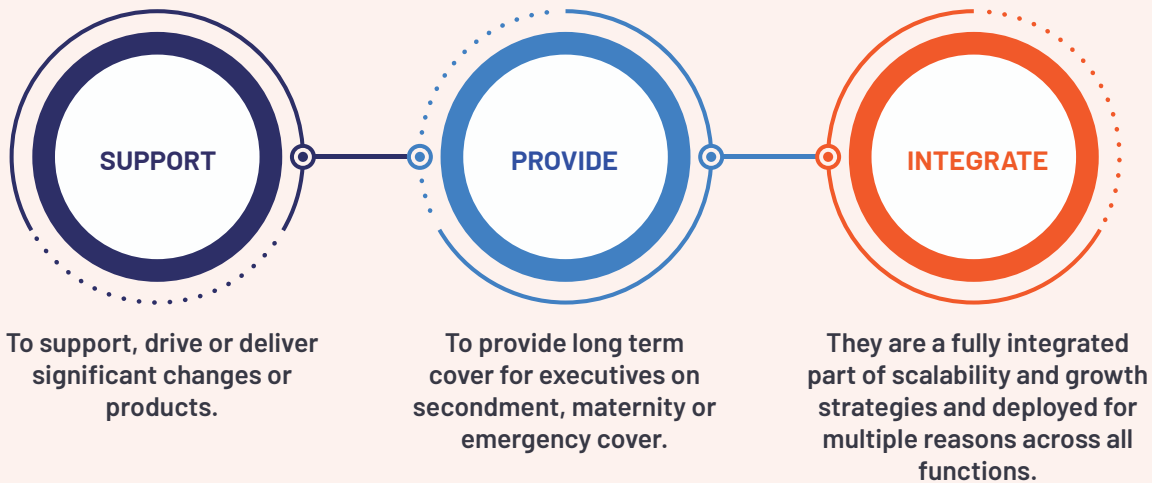 SUPPORT
PROVIDE
INTEGRATE
To support, drive or deliver
significant changes or
products.
To provide long term
cover for executives on
secondment, maternity or
emergency cover.
They are a fully integrated
part of scalability and growth
strategies and deployed for
multiple reasons across all
functions.